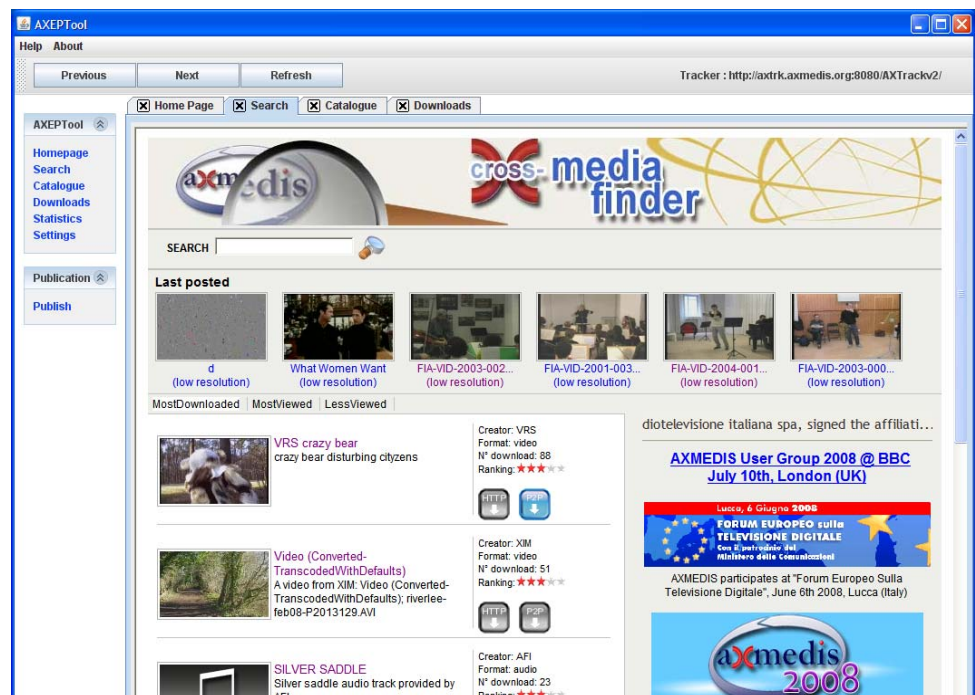 AXEPTool
Help About
Previous Next Refresh
Tracker : http://axtrk.axmedis.org:8080/AXTrackv2/
Home Page Search Catalogue Downloads
AXEPTool
Homepage
Search
Catalogue
Downloads
Statistics
Settings
Publication
Publish
axmedis
cross-media
finder
SEARCH
Last posted
d
(low resolution)
What Women Want
(low resolution)
FIA-VID-2003-002...
(low resolution)
FIA-VID-2001-003...
(low resolution)
FIA-VID-2004-001...
(low resolution)
FIA-VID-2003-000...
(low resolution)
MostDownloaded MostViewed LessViewed
VRS crazy bear
crazy bear disturbing cityzens
Creator: VRS
Format: video
N° download: 88
Ranking:
HTTP P2P
Video (Converted-
TranscodedWithDefaults)
A video from XIM: Video (Converted-
TranscodedWithDefaults); riverlee-
feb08-P2013129.AVI
Creator: XIM
Format: video
N° download: 51
Ranking:
HTTP P2P
SILVER SADDLE
Silver saddle audio track provided by
AFI
Creator: AFI
Format: audio
N° download: 23
Ranking:
diotelevisione italiana spa, signed the affiliati...
AXMEDIS User Group 2008 @ BBC
July 10th, London (UK)
Lucca, 6 Giugno 2008
FORUM EUROPEO sulla
TELEVISIONE DIGITALE
Con il patrocinio del
Ministero delle Comunicazioni
AXMEDIS participates at "Forum Europeo Sulla
Televisione Digitale", June 6th 2008, Lucca (Italy)
axmedis
2008